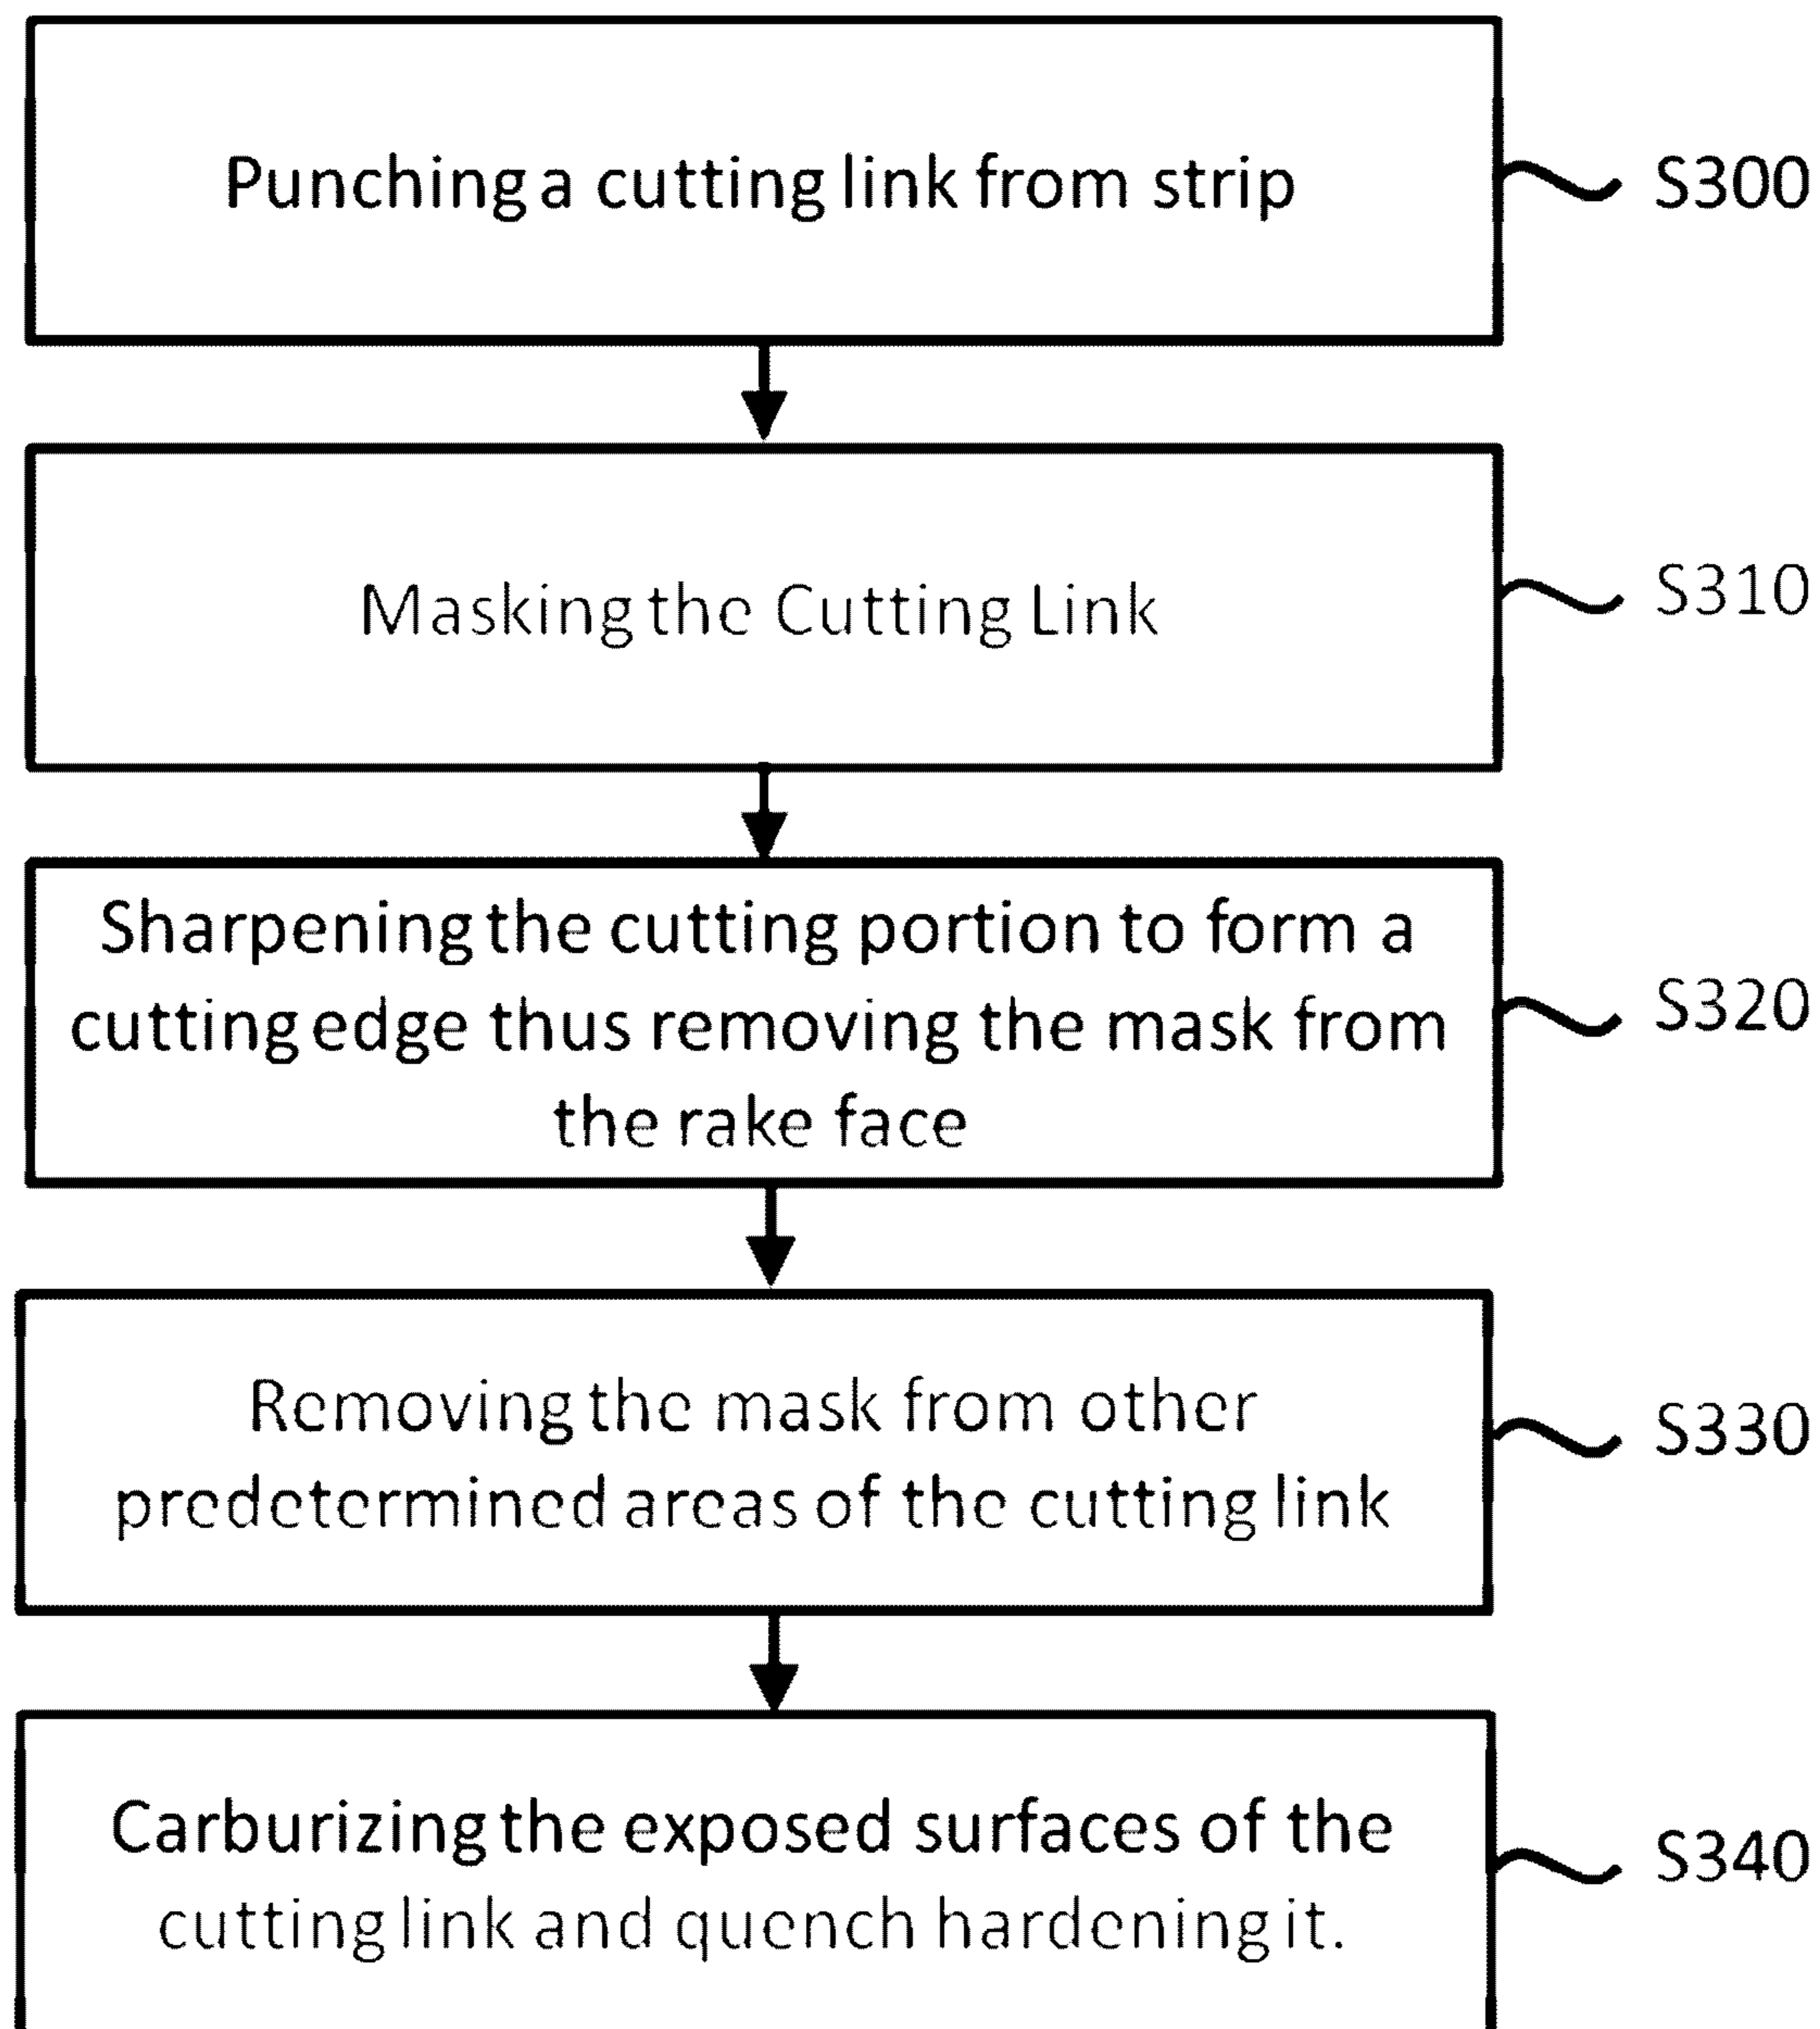 Punching a cutting link from strip
S300
Masking the Cutting Link
S310
Sharpening the cutting portion to form a
cutting edge thus removing the mask from
the rake face
S320
Removing the mask from other
predetermined areas of the cutting link
S330
Carburizing the exposed surfaces of the
cutting link and quench hardening it.
S340